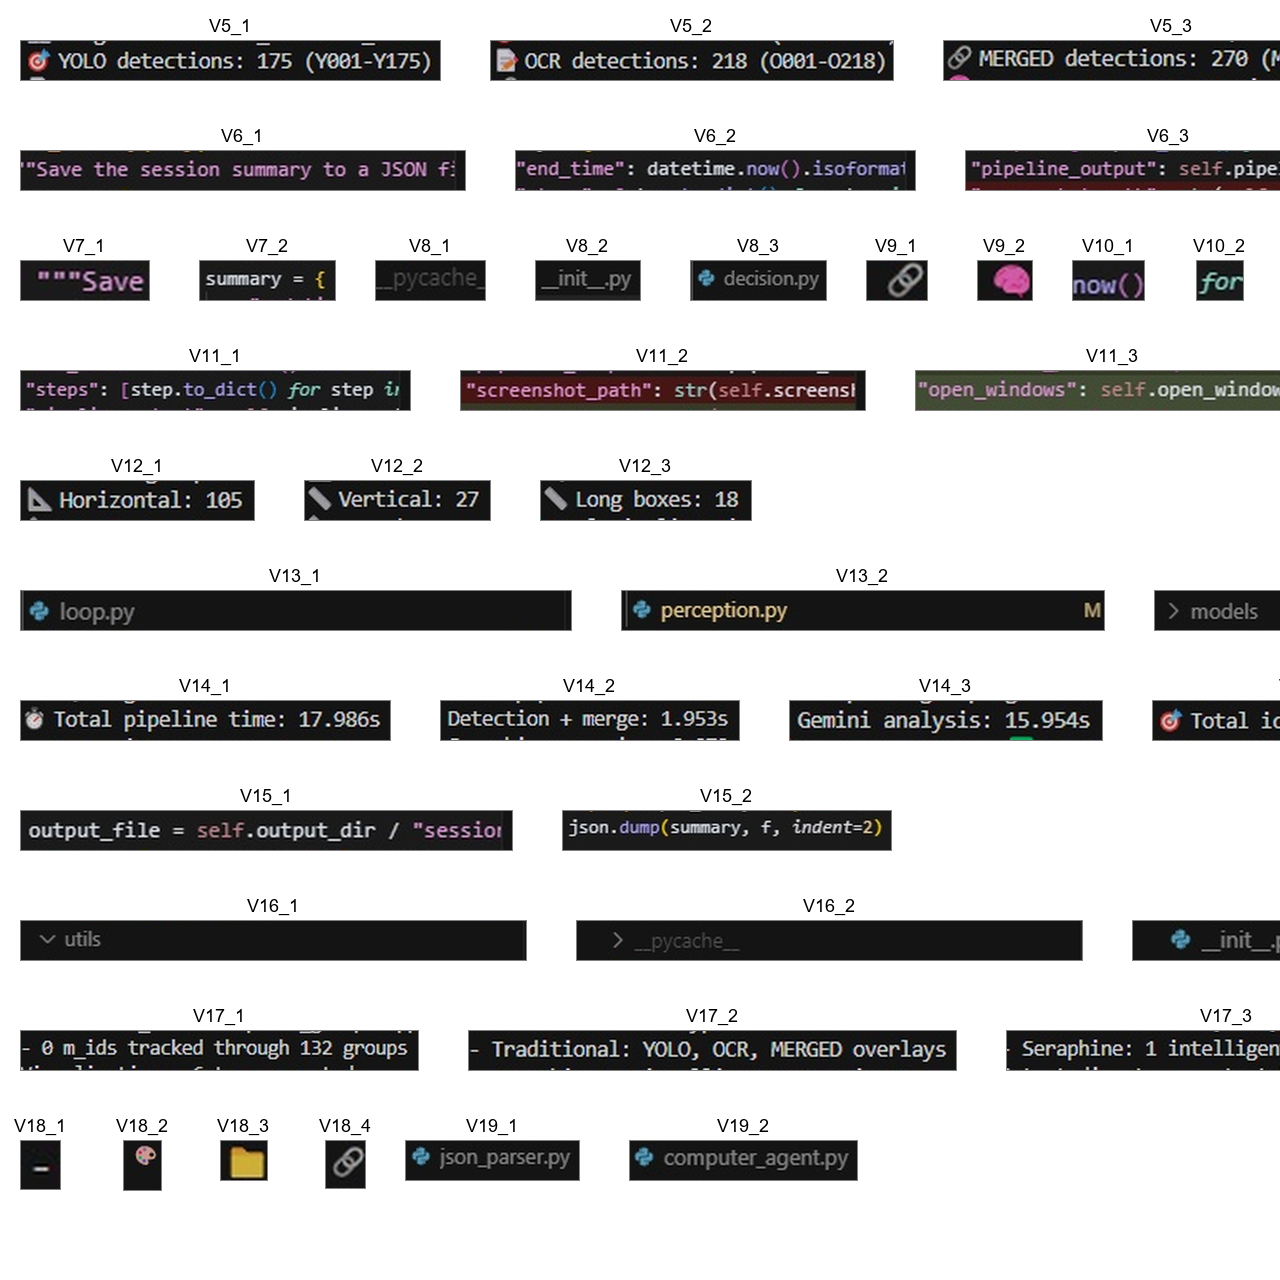 V5_1 V5_2 V5_3
YOLO detections: 175 (Y001-Y175) OCR detections: 218 (O001-O218) MERGED detections: 270 (M
V6_1 V6_2 V6_3
'"Save the session summary to a JSON fi "end_time": datetime.now().isoformat "pipeline_output": self.pipe
V7_1 V7_2 V8_1 V8_2 V8_3 V9_1 V9_2 V10_1 V10_2
"""Save summary = { __pycache_ __init__.py decision.py now() for
V11_1 V11_2 V11_3
"steps": [step.to_dict() for step in "screenshot_path": str(self.screensh "open_windows": self.open_window
V12_1 V12_2 V12_3
Horizontal: 105 Vertical: 27 Long boxes: 18
V13_1 V13_2
loop.py perception.py M > models
V14_1 V14_2 V14_3
Total pipeline time: 17.986s Detection + merge: 1.953s Gemini analysis: 15.954s Total ic
V15_1 V15_2
output_file = self.output_dir / "session json.dump(summary, f, indent=2)
V16_1 V16_2
utils > __pycache__ __init__.p
V17_1 V17_2 V17_3
- 0 m_ids tracked through 132 groups - Traditional: YOLO, OCR, MERGED overlays - Seraphine: 1 intelligen
V18_1 V18_2 V18_3 V18_4 V19_1 V19_2
- json_parser.py computer_agent.py